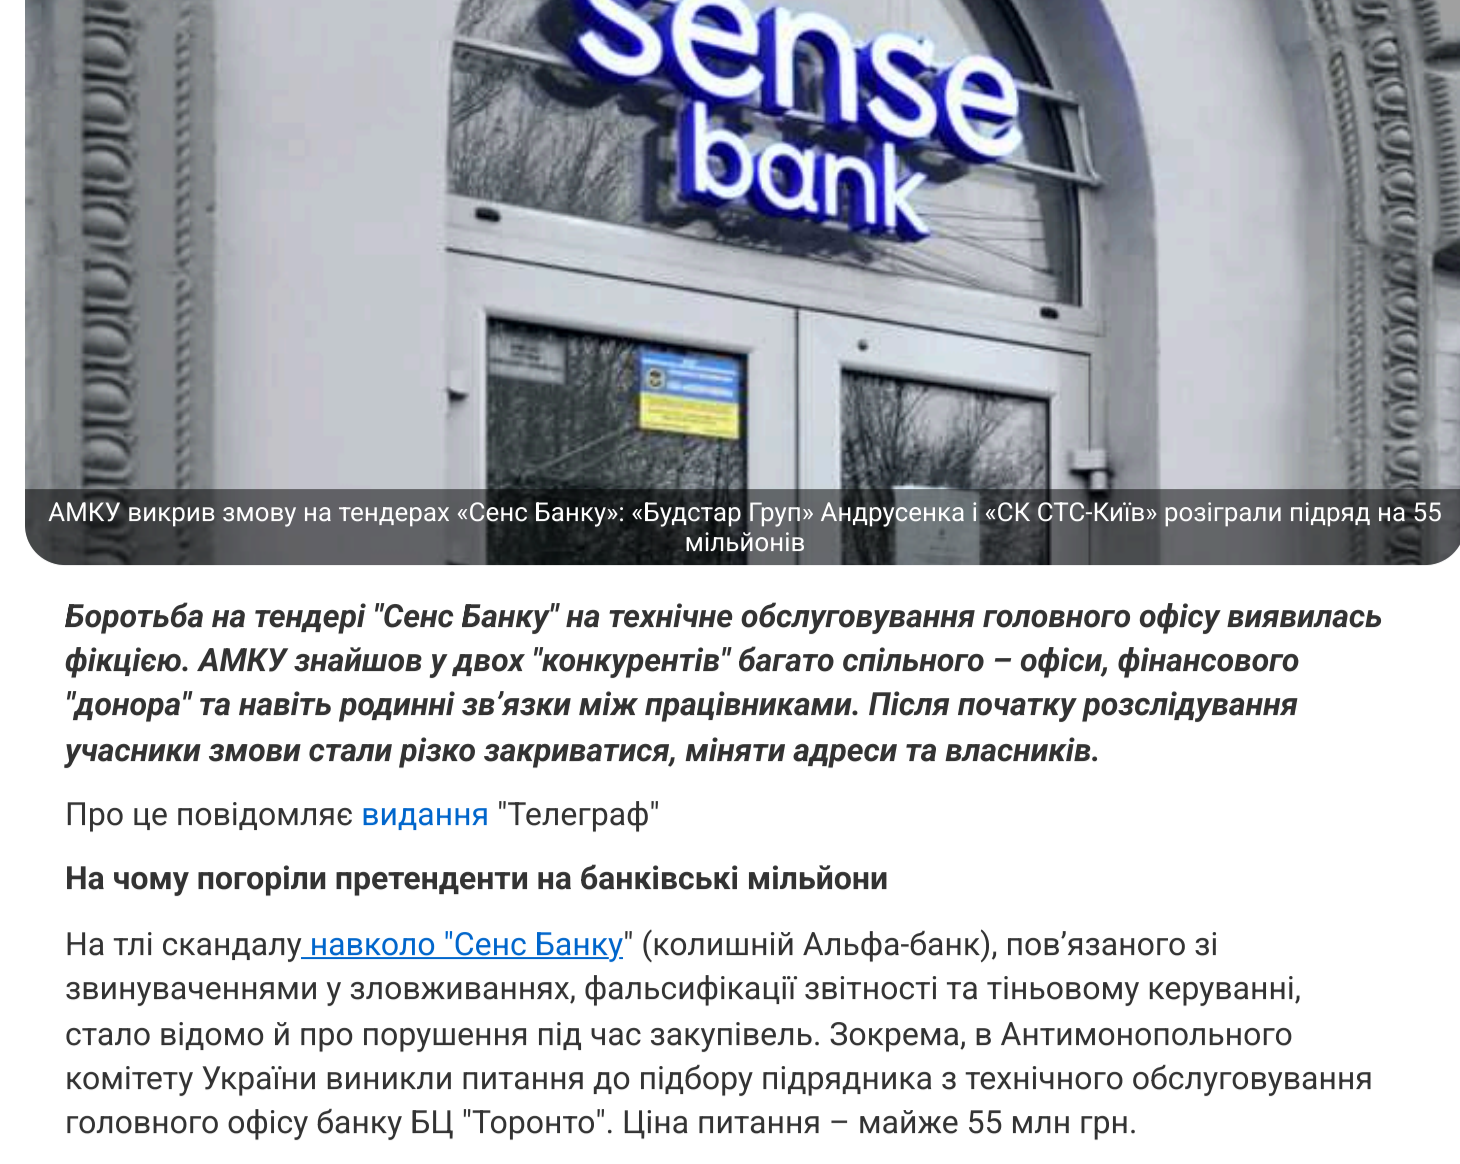 sense
bank
АМКУ викрив змову на тендерах «Сенс Банку»: «Будстар Груп» Андрусенка і «СК СТС-Київ» розіграли підряд на 55
мільйонів
Боротьба на тендері "Сенс Банку" на технічне обслуговування головного офісу виявилась
фікцією. АМКУ знайшов у двох "конкурентів" багато спільного – офіси, фінансового
"донора" та навіть родинні зв’язки між працівниками. Після початку розслідування
учасники змови стали різко закриватися, міняти адреси та власників.
Про це повідомляє видання "Телеграф"
На чому погоріли претенденти на банківські мільйони
На тлі скандалу навколо "Сенс Банку" (колишній Альфа-банк), пов’язаного зі
звинуваченнями у зловживаннях, фальсифікації звітності та тіньовому керуванні,
стало відомо й про порушення під час закупівель. Зокрема, в Антимонопольного
комітету України виникли питання до підбору підрядника з технічного обслуговування
головного офісу банку БЦ "Торонто". Ціна питання – майже 55 млн грн.